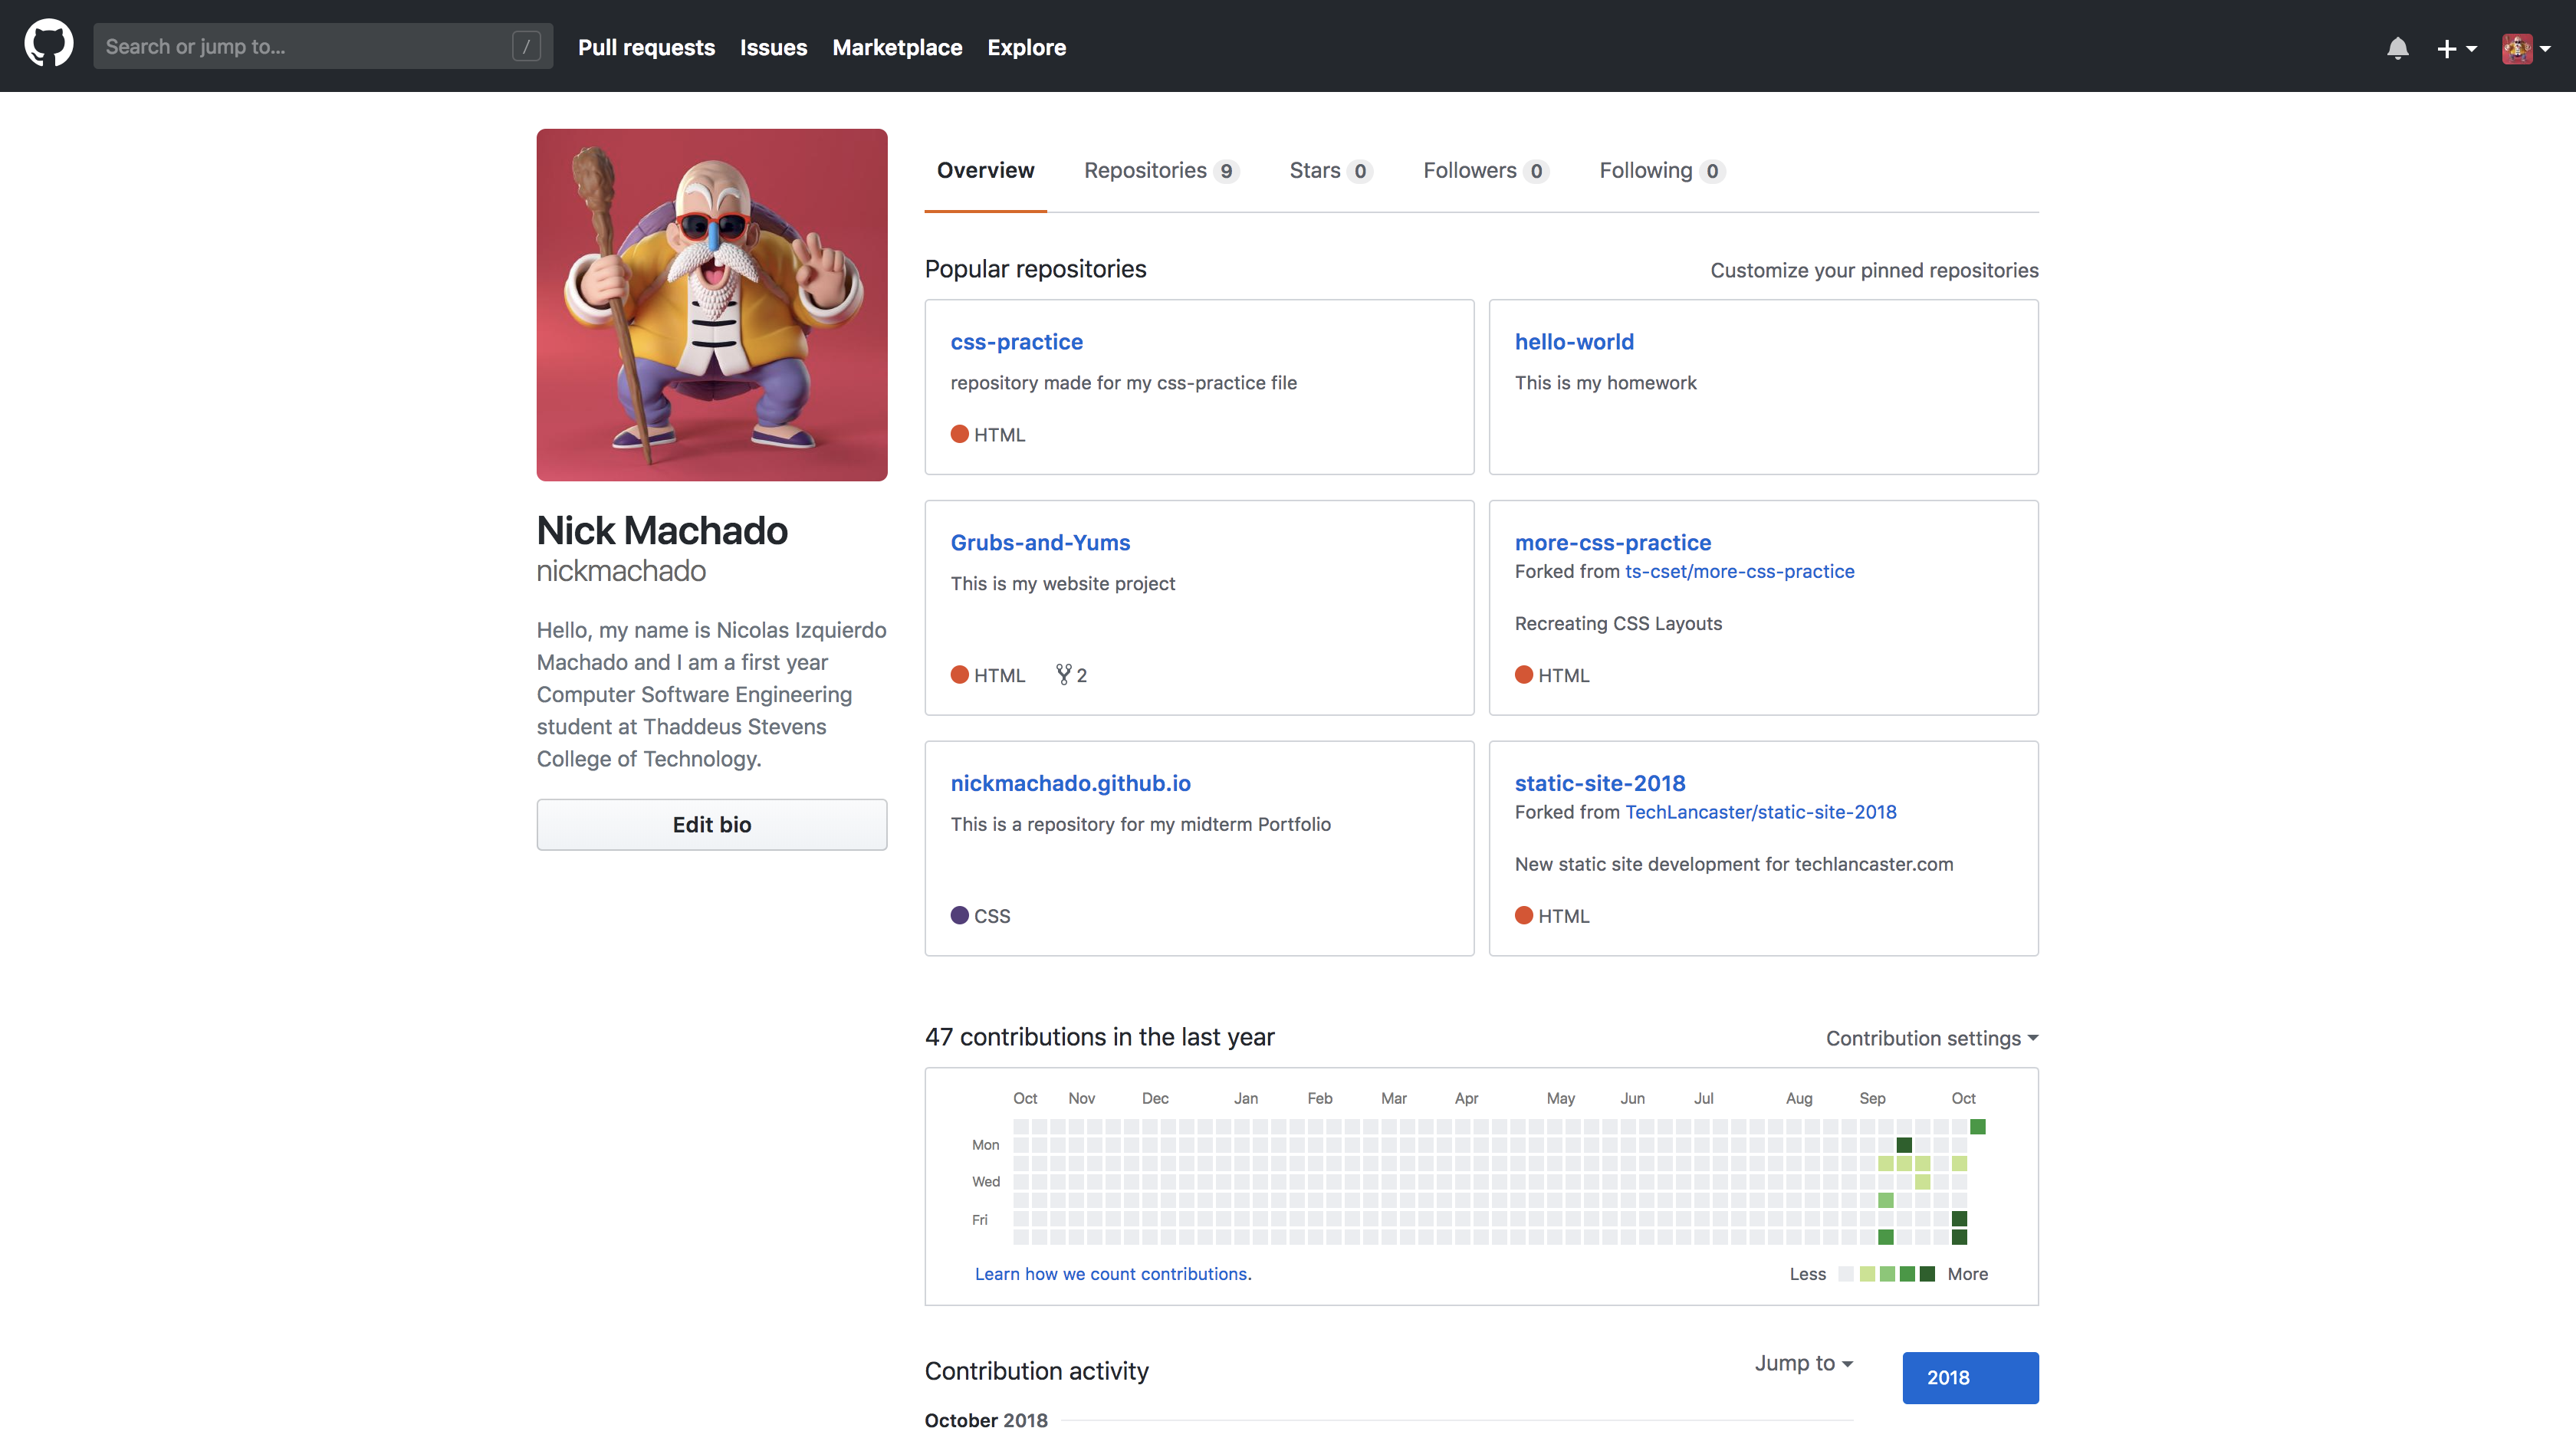 Search or jump to... /
Pull requests Issues Marketplace Explore
Nick Machado
nickmachado
Hello, my name is Nicolas Izquierdo
Machado and I am a first year
Computer Software Engineering
student at Thaddeus Stevens
College of Technology.
Edit bio
Overview Repositories 9 Stars 0 Followers 0 Following 0
Popular repositories
Customize your pinned repositories
css-practice
repository made for my css-practice file
HTML
hello-world
This is my homework
Grubs-and-Yums
This is my website project
HTML 2
more-css-practice
Forked from ts-cset/more-css-practice
Recreating CSS Layouts
HTML
nickmachado.github.io
This is a repository for my midterm Portfolio
CSS
static-site-2018
Forked from TechLancaster/static-site-2018
New static site development for techlancaster.com
HTML
47 contributions in the last year
Contribution settings
Oct Nov Dec Jan Feb Mar Apr May Jun Jul Aug Sep Oct
Mon
Wed
Fri
Learn how we count contributions.
Less More
Contribution activity
Jump to
2018
October 2018